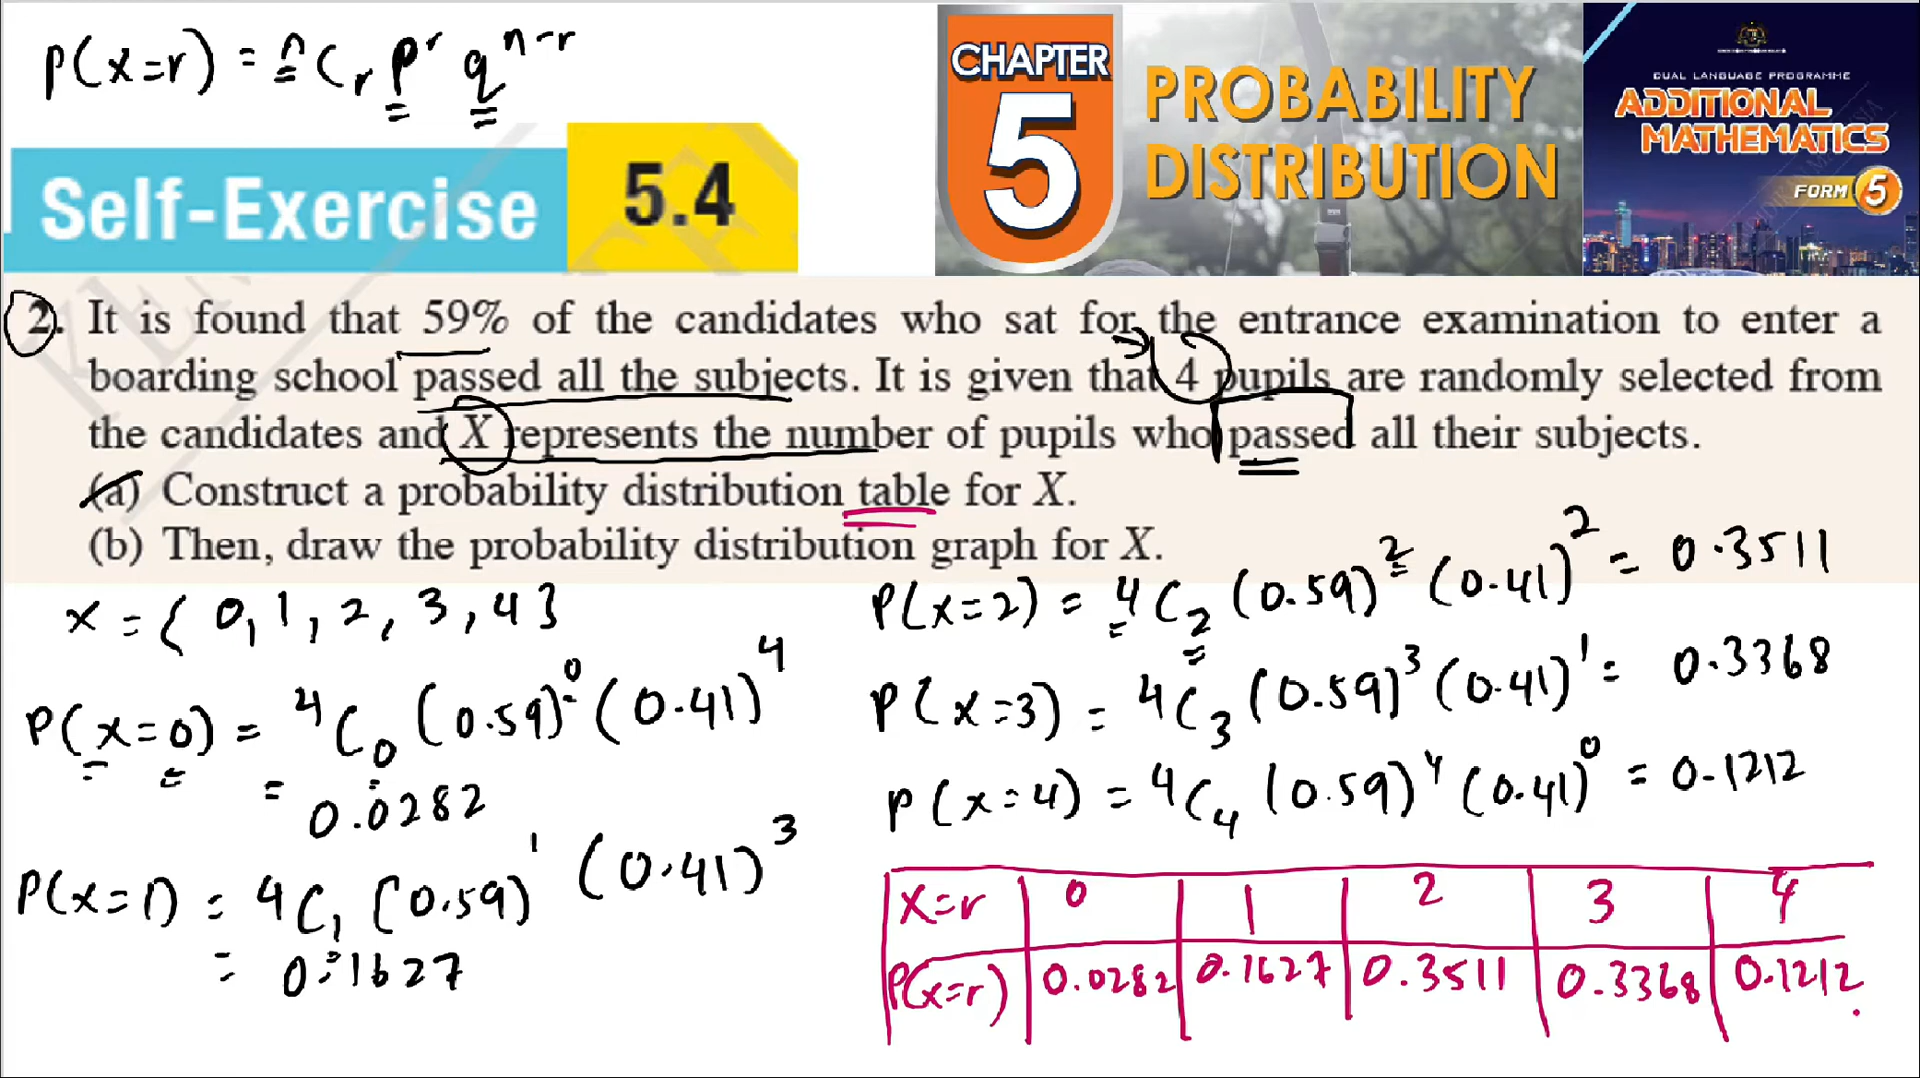 P(X=r) = nCr p^r q^n-r
CHAPTER
5
PROBABILITY
DISTRIBUTION
DUAL LANGUAGE PROGRAMME
ADDITIONAL
MATHEMATICS
FORM 5
Self-Exercise 5.4
2. It is found that 59% of the candidates who sat for the entrance examination to enter a
boarding school passed all the subjects. It is given that 4 pupils are randomly selected from
the candidates and X represents the number of pupils who passed all their subjects.
(a) Construct a probability distribution table for X.
(b) Then, draw the probability distribution graph for X.
X = { 0, 1, 2, 3, 4 }
P(X=0) = 4C0 (0.59)^0 (0.41)^4
= 0.0282
P(X=1) = 4C1 (0.59)^1 (0.41)^3
= 0.1627
P(X=2) = 4C2 (0.59)^2 (0.41)^2 = 0.3511
P(X=3) = 4C3 (0.59)^3 (0.41)^1 = 0.3368
P(X=4) = 4C4 (0.59)^4 (0.41)^0 = 0.1212
X=r 0 1 2 3 4
P(X=r) 0.0282 0.1627 0.3511 0.3368 0.1212